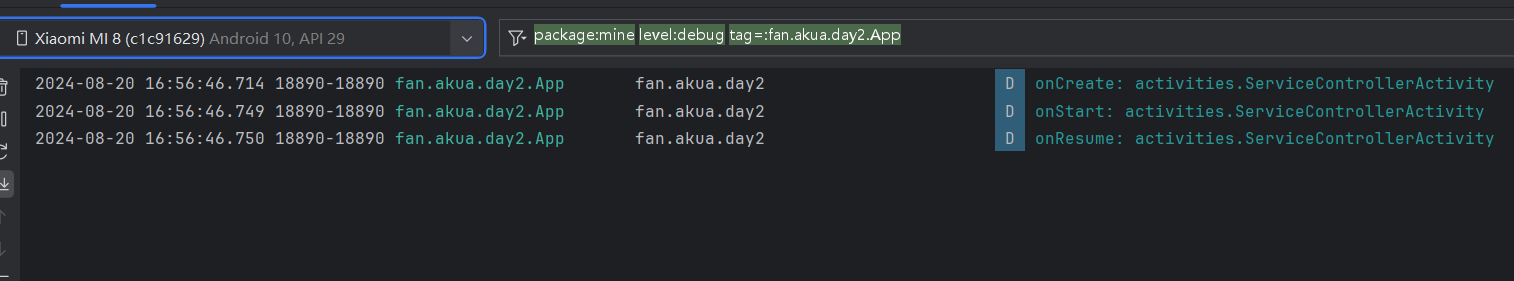 Xiaomi MI 8 (c1c91629) Android 10, API 29
package:mine level:debug tag=:fan.akua.day2.App
2024-08-20 16:56:46.714 18890-18890 fan.akua.day2.App fan.akua.day2 D onCreate: activities.ServiceControllerActivity
2024-08-20 16:56:46.749 18890-18890 fan.akua.day2.App fan.akua.day2 D onStart: activities.ServiceControllerActivity
2024-08-20 16:56:46.750 18890-18890 fan.akua.day2.App fan.akua.day2 D onResume: activities.ServiceControllerActivity